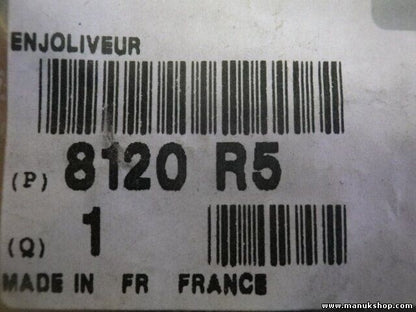 ENJOLIVEUR
(P) 8120 R5
(Q) 1
MADE IN FR FRANCE
www.manukshop.com